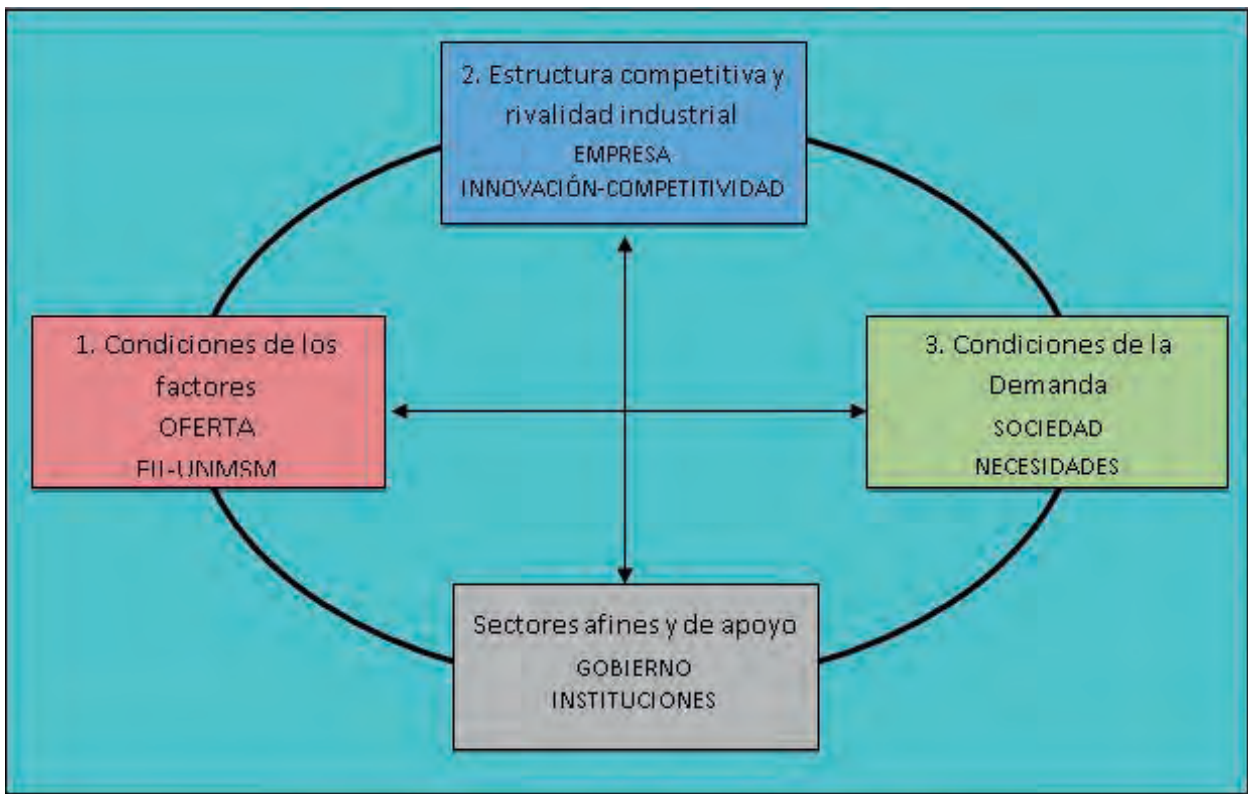 2. Estructura competitiva y
rivalidad industrial
EMPRESA
INNOVACIÓN-COMPETITIVIDAD
1. Condiciones de los
factores
OFERTA
FII-UNMSM
3. Condiciones de la
Demanda
SOCIEDAD
NECESIDADES
Sectores afines y de apoyo
GOBIERNO
INSTITUCIONES